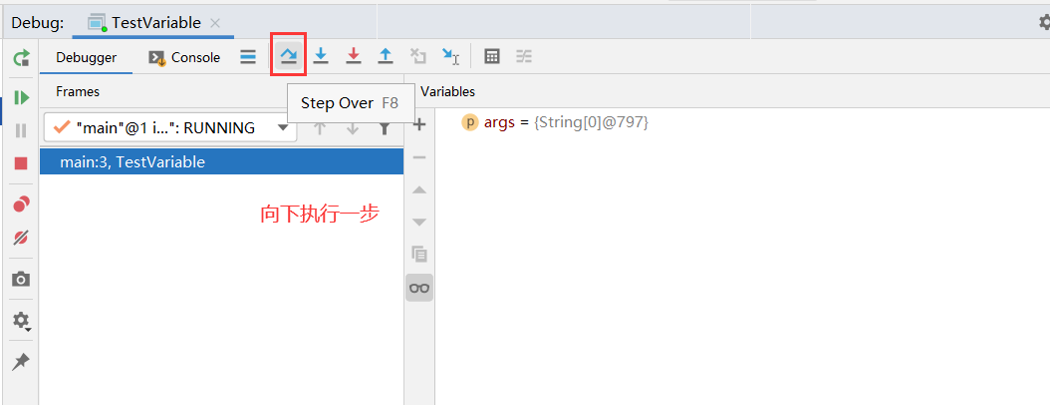 Debug: TestVariable
Debugger Console
Step Over F8
Frames
Variables
"main"@1 i...": RUNNING
p args = {String[0]@797}
main:3, TestVariable
向下执行一步